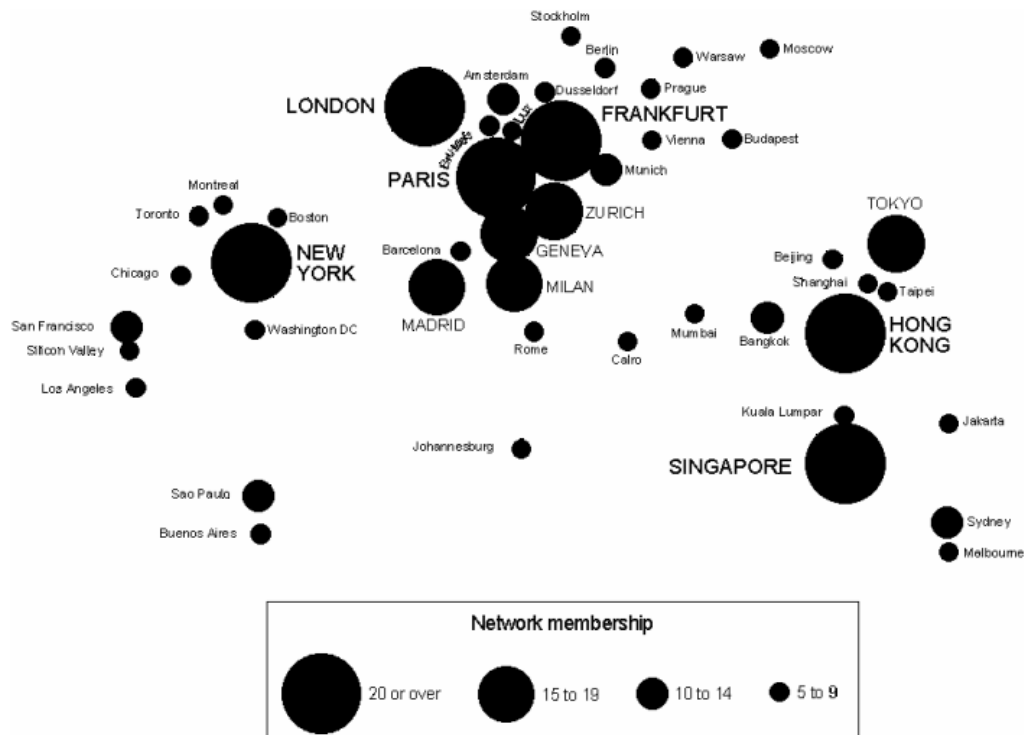 Stockholm
Berlin
Warsaw
Moscow
Amsterdam
Dusseldorf
Prague
LONDON
FRANKFURT
Vienna
Budapest
PARIS
Munich
Montreal
Toronto
Boston
ZURICH
TOKYO
Barcelona
GENEVA
Beijing
NEW
YORK
Chicago
Shanghai
Taipei
MILAN
MADRID
San Francisco
Washington DC
Rome
Cairo
Mumbai
Bangkok
HONG
KONG
Silicon Valley
Los Angeles
Kuala Lumpar
Jakarta
Johannesburg
SINGAPORE
Sao Paulo
Sydney
Buenos Aires
Melbourne
Network membership
20 or over
15 to 19
10 to 14
5 to 9